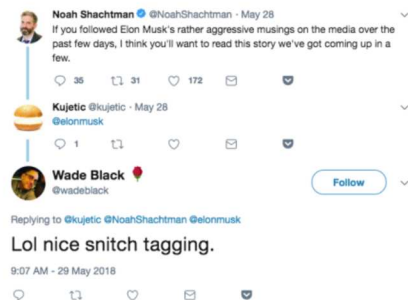 Noah Shachtman @NoahShachtman · May 28
If you followed Elon Musk's rather aggressive musings on the media over the
past few days, I think you'll want to read this story we've got coming up in a
few.
35 31 172
Kujetic @kujetic · May 28
@elonmusk
1
Wade Black 🌹
@wadeblack
Follow
Replying to @kujetic @NoahShachtman @elonmusk
Lol nice snitch tagging.
9:07 AM - 29 May 2018